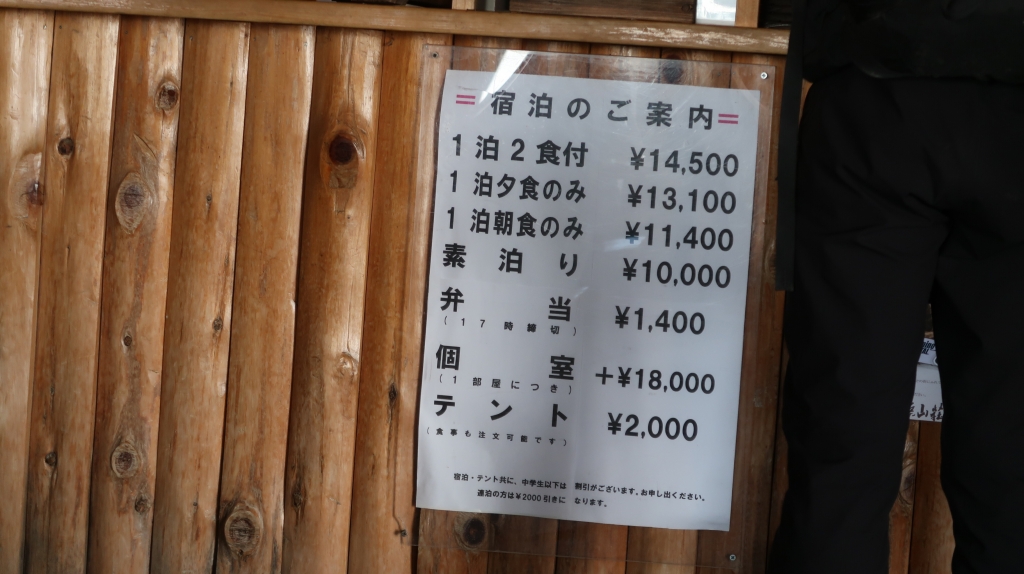 =宿泊のご案内=
1泊2食付 ¥14,500
1泊夕食のみ ¥13,100
1泊朝食のみ ¥11,400
素泊り ¥10,000
弁当 ¥1,400
(17時締切)
個室 +¥18,000
(1部屋につき)
テント ¥2,000
(食事も注文可能です)
宿泊・テント共に、中学生以下は 割引がございます。お申し出ください。
連泊の方は¥2000引きに なります。